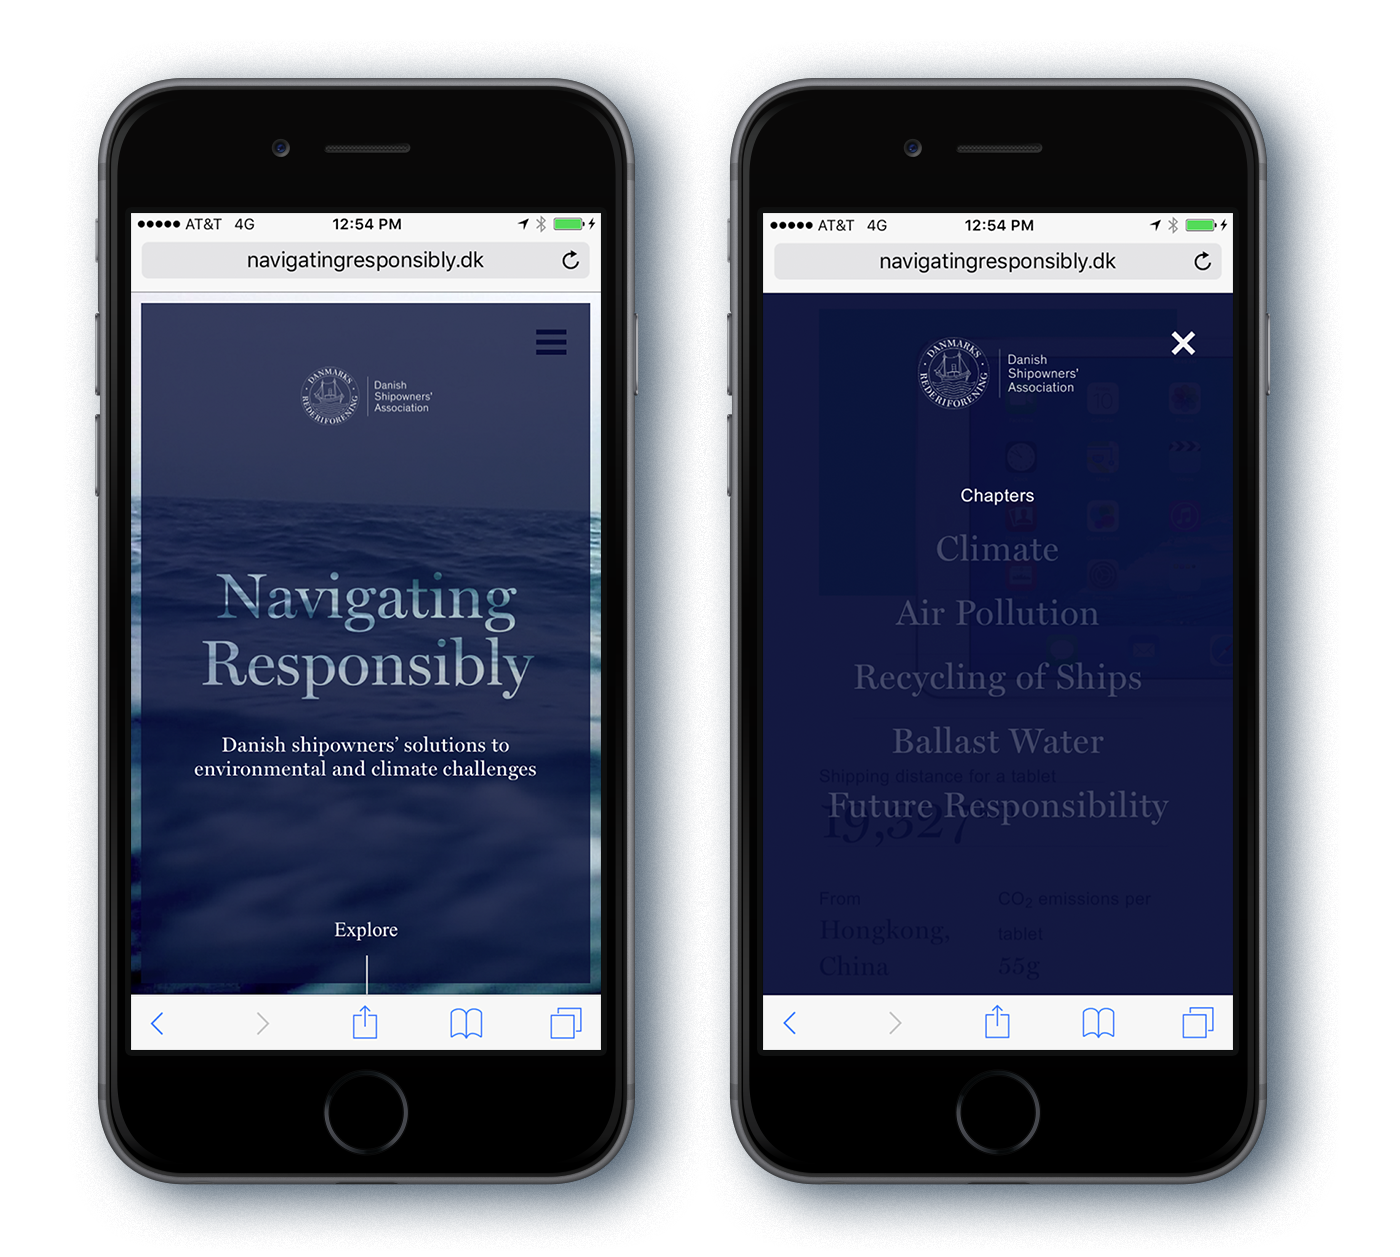 AT&T 4G 12:54 PM
navigatingresponsibly.dk
DANMARKS
REDERIFORENING
Danish
Shipowners'
Association
Navigating
Responsibly
Danish shipowners’ solutions to
environmental and climate challenges
Explore
AT&T 4G 12:54 PM
navigatingresponsibly.dk
DANMARKS
REDERIFORENING
Danish
Shipowners'
Association
10
Chapters
Climate
Air Pollution
Recycling of Ships
Ballast Water
Shipping distance for a tablet
Future Responsibility
19,327
From
Hongkong,
China
CO₂ emissions per
tablet
55g